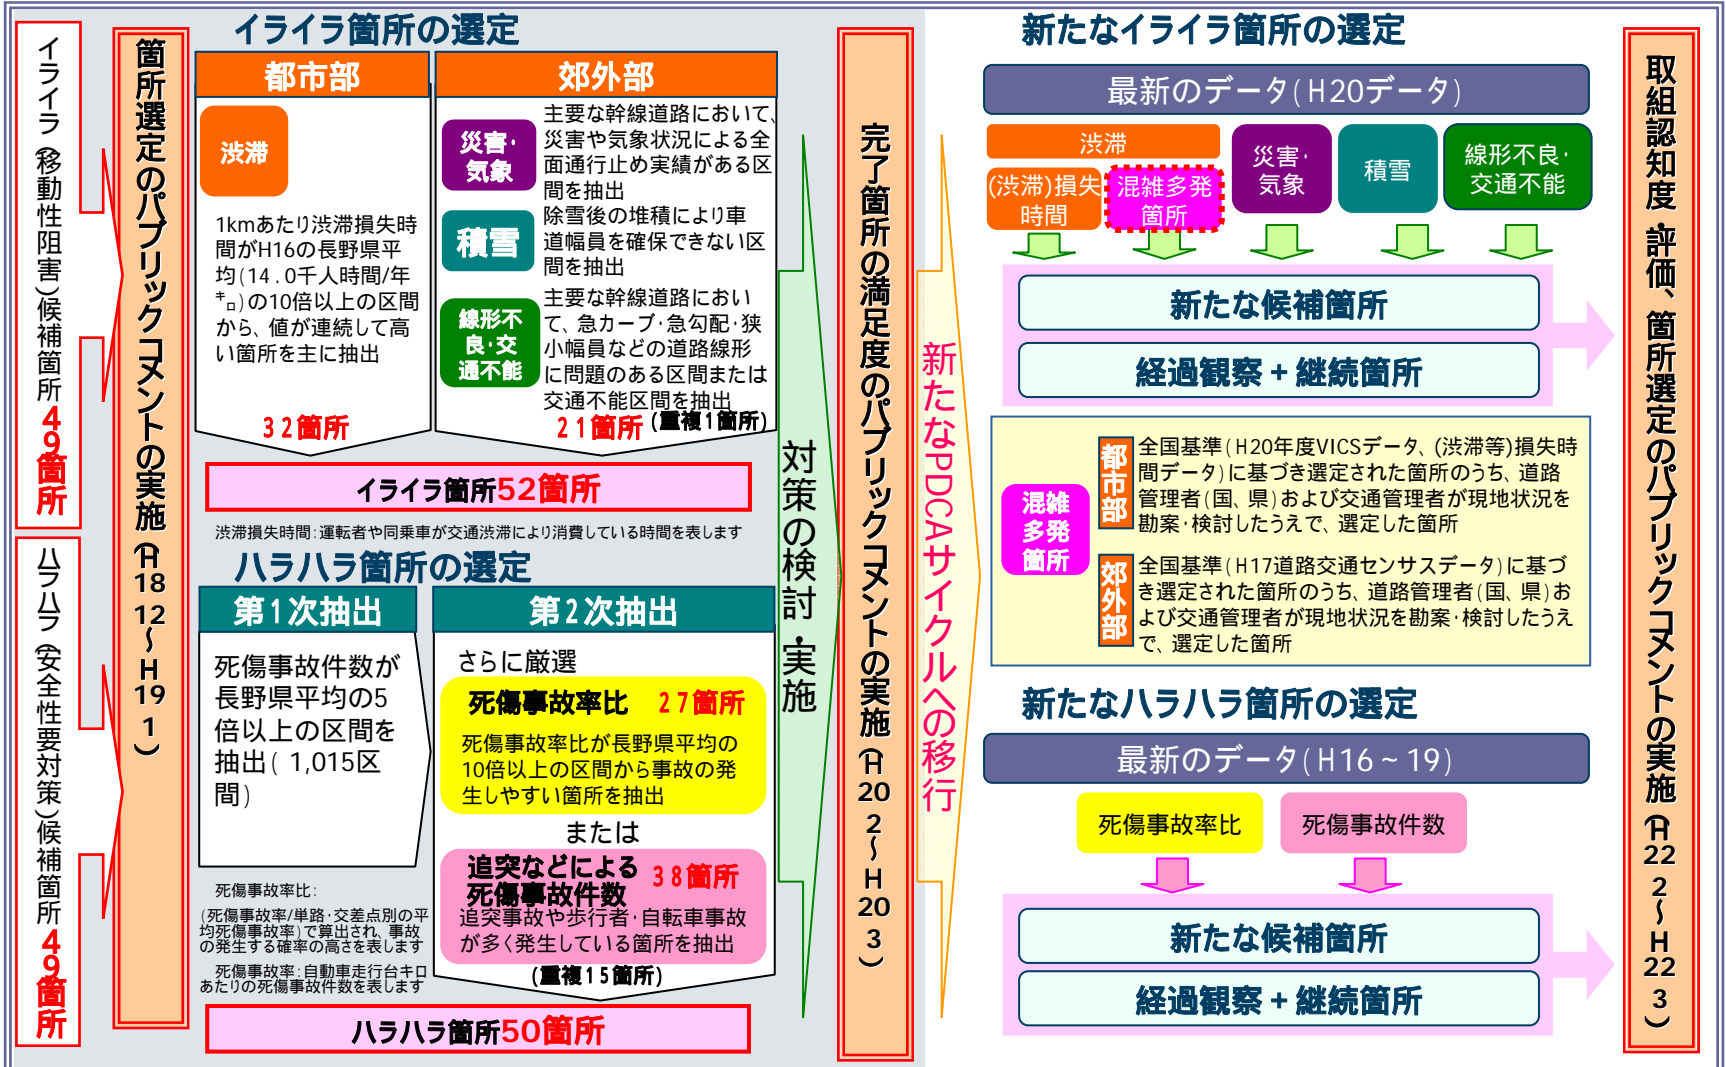 イライラ(移動性阻害)候補箇所49箇所
ハラハラ(安全性要対策)候補箇所49箇所
箇所選定のパブリックコメントの実施(H18 12~H19 1)
イライラ箇所の選定
都市部
渋滞
1kmあたり渋滞損失時
間がH16の長野県平
均(14.0千人時間/年
㌔)の10倍以上の区間
から、値が連続して高
い箇所を主に抽出
32箇所
郊外部
災害・
気象
主要な幹線道路において、
災害や気象状況による全
面通行止め実績がある区
間を抽出
積雪
除雪後の堆積により車
道幅員を確保できない区
間を抽出
線形不
良・交
通不能
主要な幹線道路におい
て、急カーブ・急勾配・狭
小幅員などの道路線形
に問題のある区間または
交通不能区間を抽出
21箇所
(重複1箇所)
イライラ箇所52箇所
渋滞損失時間:運転者や同乗車が交通渋滞により消費している時間を表します
ハラハラ箇所の選定
第1次抽出
死傷事故件数が
長野県平均の5
倍以上の区間を
抽出( 1,015区
間)
死傷事故率比:
(死傷事故率/単路・交差点別の平
均死傷事故率)で算出され、事故
の発生する確率の高さを表します
死傷事故率:自動車走行台キロ
あたりの死傷事故件数を表します
第2次抽出
さらに厳選
死傷事故率比 27箇所
死傷事故率比が長野県平均の
10倍以上の区間から事故の発
生しやすい箇所を抽出
または
追突などによる
死傷事故件数
38箇所
追突事故や歩行者・自転車事故
が多く発生している箇所を抽出
(重複15箇所)
ハラハラ箇所50箇所
対策の検討・実施
完了箇所の満足度のパブリックコメントの実施(H20 2~H20 3)
新たなPDCAサイクルへの移行
新たなイライラ箇所の選定
最新のデータ(H20データ)
渋滞
(渋滞)損失
時間
混雑多発
箇所
災害・
気象
積雪
線形不良・
交通不能
新たな候補箇所
経過観察+継続箇所
混雑
多発
箇所
都市部
全国基準(H20年度VICSデータ、(渋滞等)損失時
間データ)に基づき選定された箇所のうち、道路
管理者(国、県)および交通管理者が現地状況を
勘案・検討したうえで、選定した箇所
郊外部
全国基準(H17道路交通センサスデータ)に基づ
き選定された箇所のうち、道路管理者(国、県)お
よび交通管理者が現地状況を勘案・検討したうえ
で、選定した箇所
新たなハラハラ箇所の選定
最新のデータ(H16~19)
死傷事故率比
死傷事故件数
新たな候補箇所
経過観察+継続箇所
取組認知度・評価、箇所選定のパブリックコメントの実施(H22 2~H22 3)